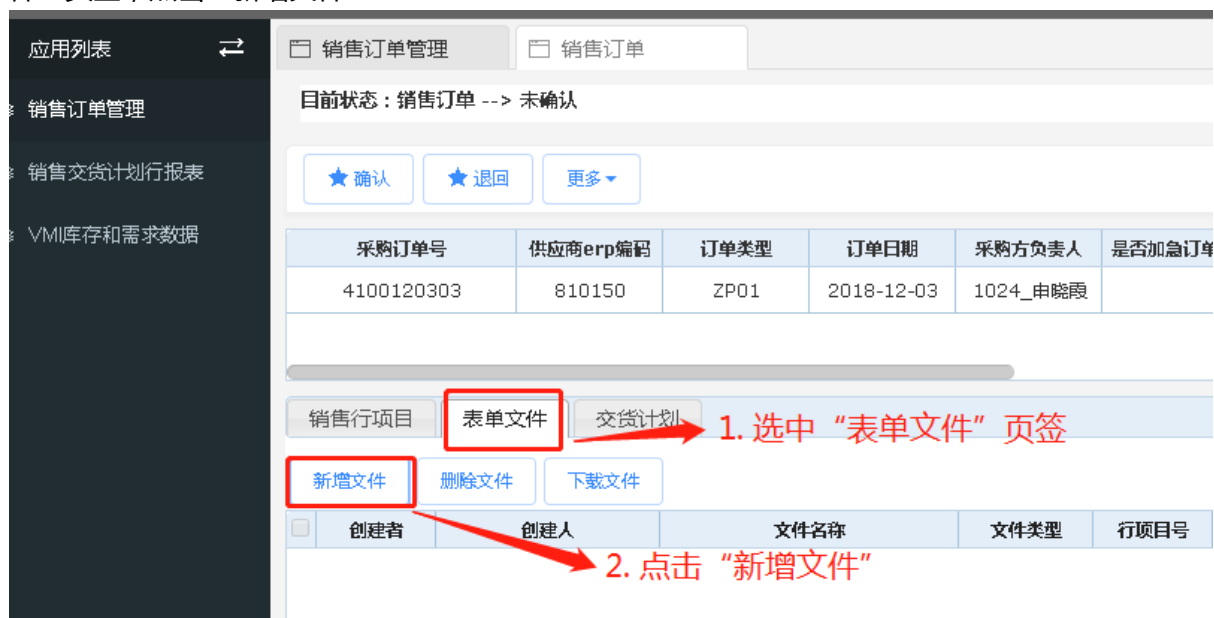 应用列表
销售订单管理
销售订单
销售订单管理
目前状态：销售订单 --> 未确认
销售交货计划行报表
确认 退回 更多
VMI库存和需求数据
采购订单号 供应商erp编码 订单类型 订单日期 采购方负责人 是否加急订单
4100120303 810150 ZP01 2018-12-03 1024_申晓霞
销售行项目 表单文件 交货计划
1. 选中“表单文件”页签
新增文件 删除文件 下载文件
创建者 创建人 文件名称 文件类型 行项目号
2. 点击“新增文件”